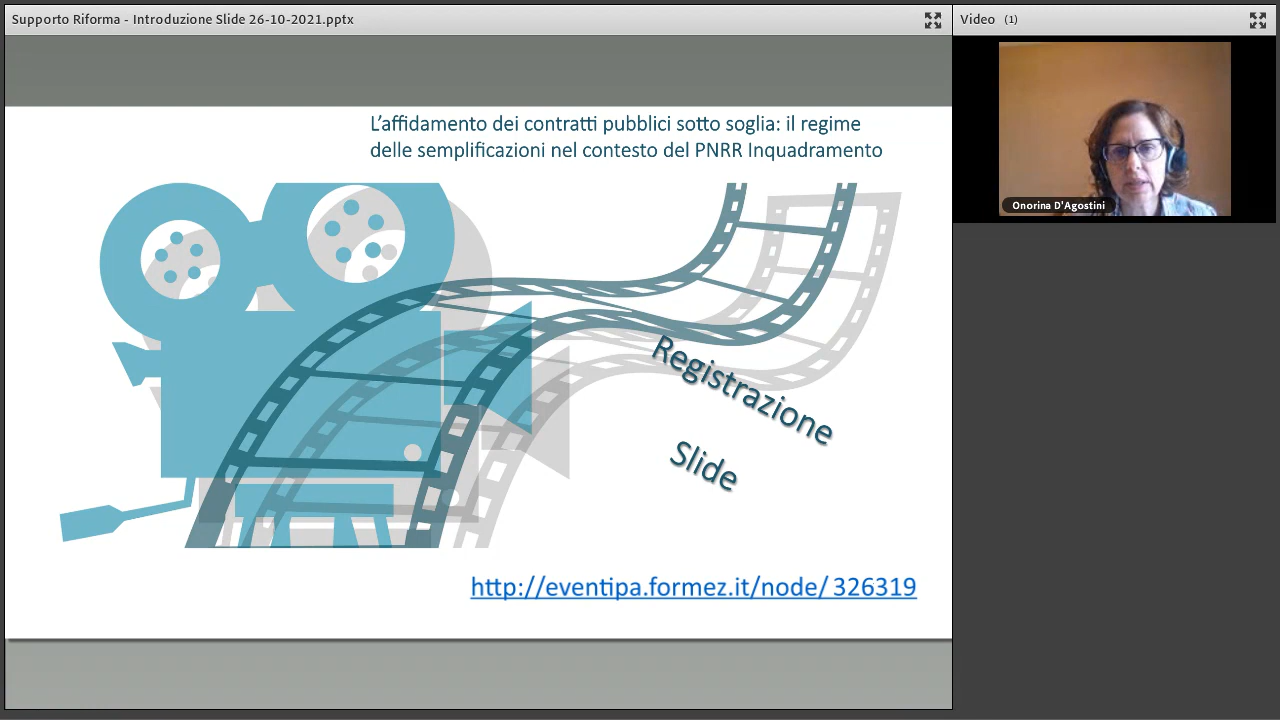 Supporto Riforma - Introduzione Slide 26-10-2021.pptx
Video (1)
L'affidamento dei contratti pubblici sotto soglia: il regime
delle semplificazioni nel contesto del PNRR Inquadramento
Onorina D'Agostini
Registrazione
Slide
http://eventipa.formez.it/node/ 326319